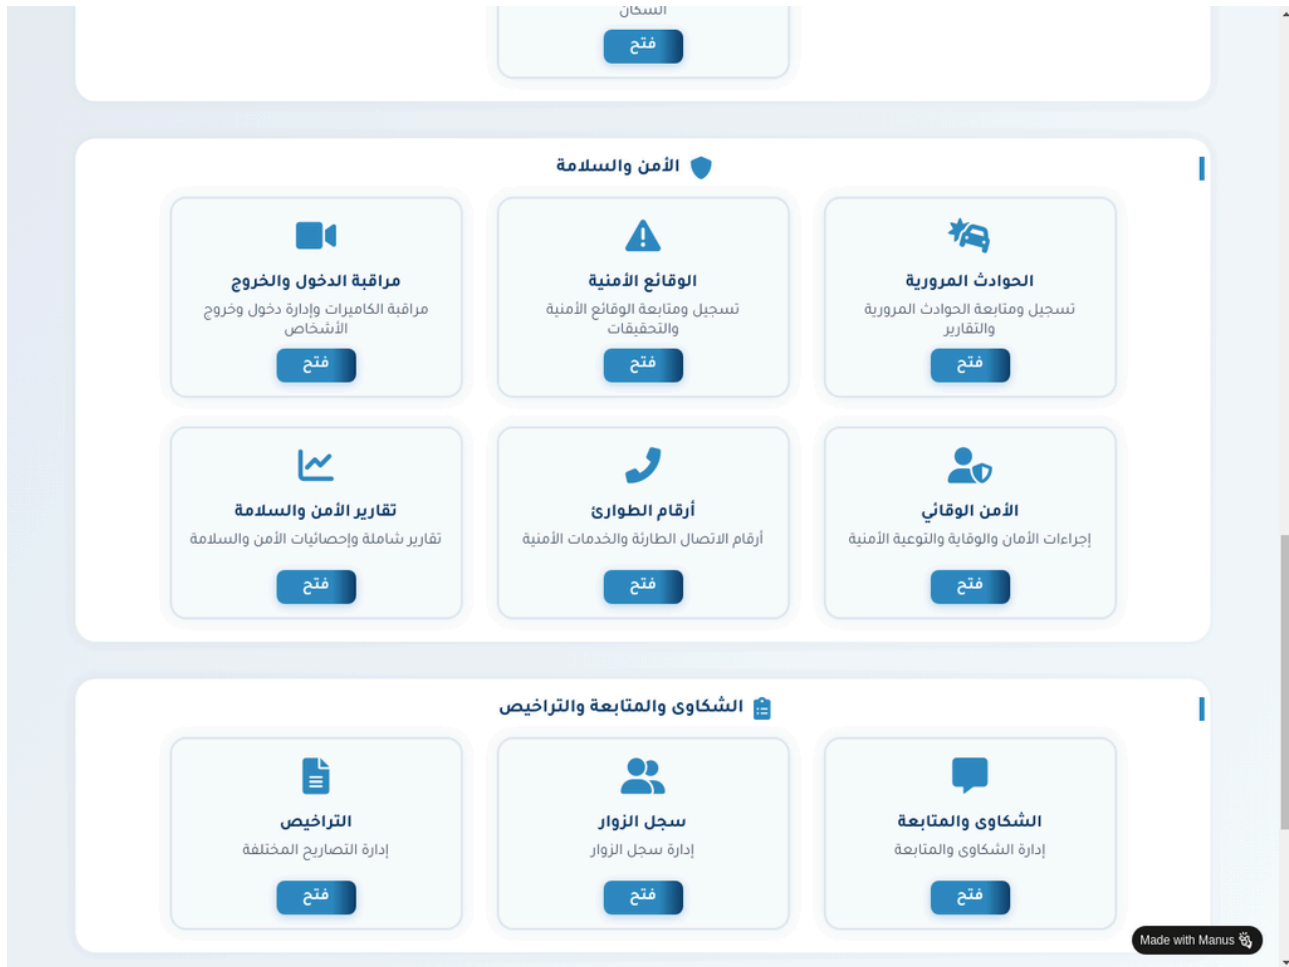 السكان
فتح
الأمن والسلامة
الحوادث المرورية
تسجيل ومتابعة الحوادث المرورية
والتقارير
فتح
الوقائع الأمنية
تسجيل ومتابعة الوقائع الأمنية
والتحقيقات
فتح
مراقبة الدخول والخروج
مراقبة الكاميرات وإدارة دخول وخروج
الأشخاص
فتح
الأمن الوقائي
إجراءات الأمان والوقاية والتوعية الأمنية
فتح
أرقام الطوارئ
أرقام الاتصال الطارئة والخدمات الأمنية
فتح
تقارير الأمن والسلامة
تقارير شاملة وإحصائيات الأمن والسلامة
فتح
الشكاوى والمتابعة والتراخيص
الشكاوى والمتابعة
إدارة الشكاوى والمتابعة
فتح
سجل الزوار
إدارة سجل الزوار
فتح
التراخيص
إدارة التصاريح المختلفة
فتح
Made with Manus